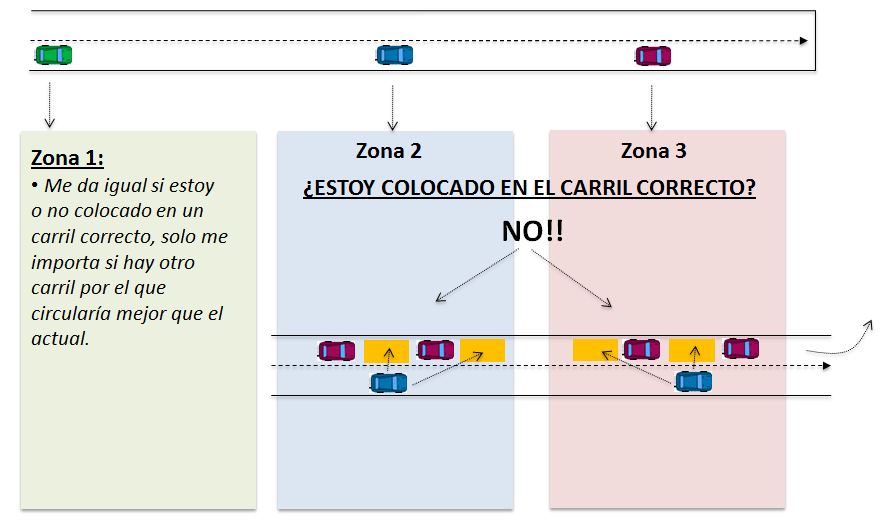 Zona 1:
• Me da igual si estoy
o no colocado en un
carril correcto, solo me
importa si hay otro
carril por el que
circularía mejor que el
actual.
Zona 2
Zona 3
¿ESTOY COLOCADO EN EL CARRIL CORRECTO?
NO!!